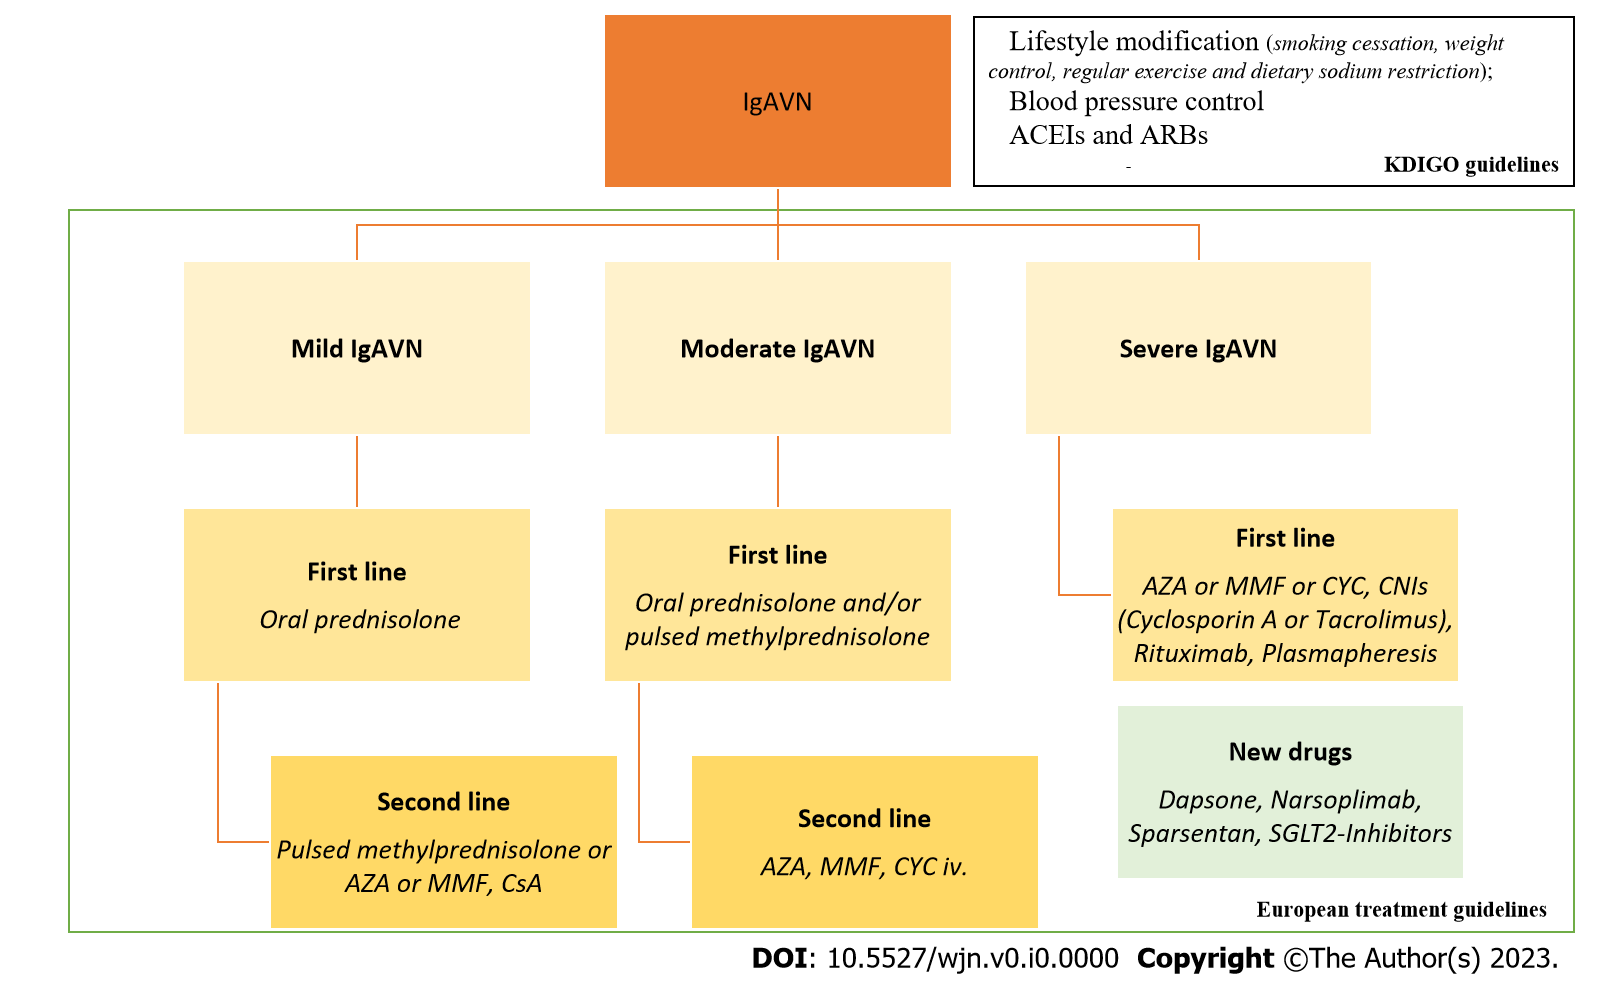 IgAVN
Lifestyle modification (smoking cessation, weight
control, regular exercise and dietary sodium restriction);
Blood pressure control
ACEIs and ARBs
-
KDIGO guidelines
Mild IgAVN
Moderate IgAVN
Severe IgAVN
First line
Oral prednisolone
First line
Oral prednisolone and/or
pulsed methylprednisolone
First line
AZA or MMF or CYC, CNIs
(Cyclosporin A or Tacrolimus),
Rituximab, Plasmapheresis
Second line
Pulsed methylprednisolone or
AZA or MMF, CsA
Second line
AZA, MMF, CYC iv.
New drugs
Dapsone, Narsoplimab,
Sparsentan, SGLT2-Inhibitors
European treatment guidelines
DOI: 10.5527/wjn.v0.i0.0000 Copyright ©The Author(s) 2023.